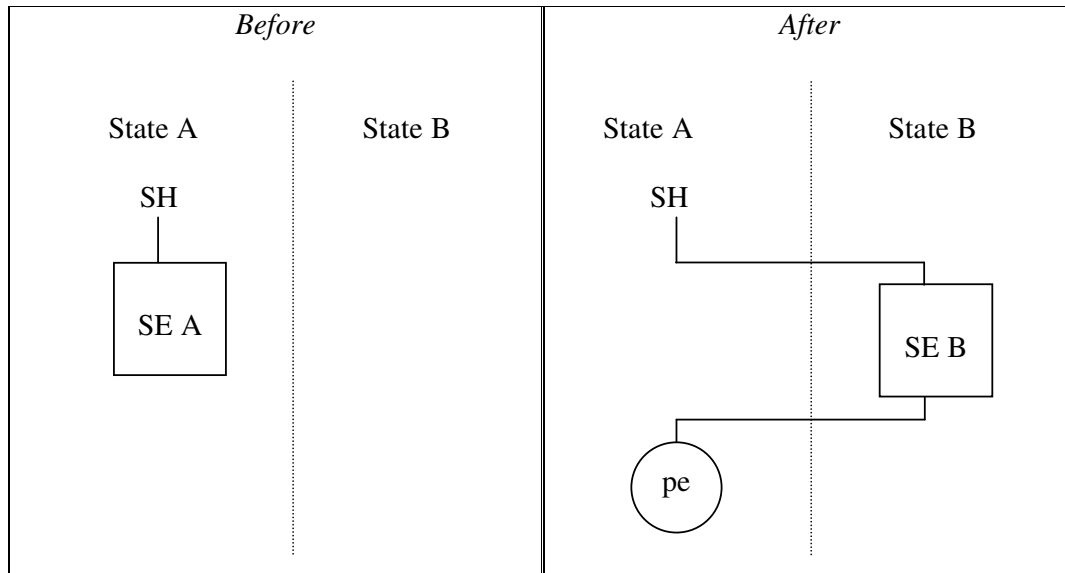 Before
State A
State B
SH
SE A
After
State A
State B
SH
SE B
pe